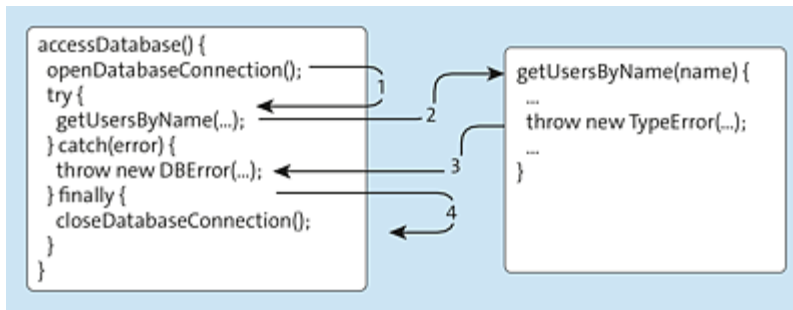 accessDatabase() {
openDatabaseConnection();
try {
getUsersByName(...);
} catch(error) {
throw new DBError(...);
} finally {
closeDatabaseConnection();
}
}
1
2
3
4
getUsersByName(name) {
...
throw new TypeError(...);
...
}